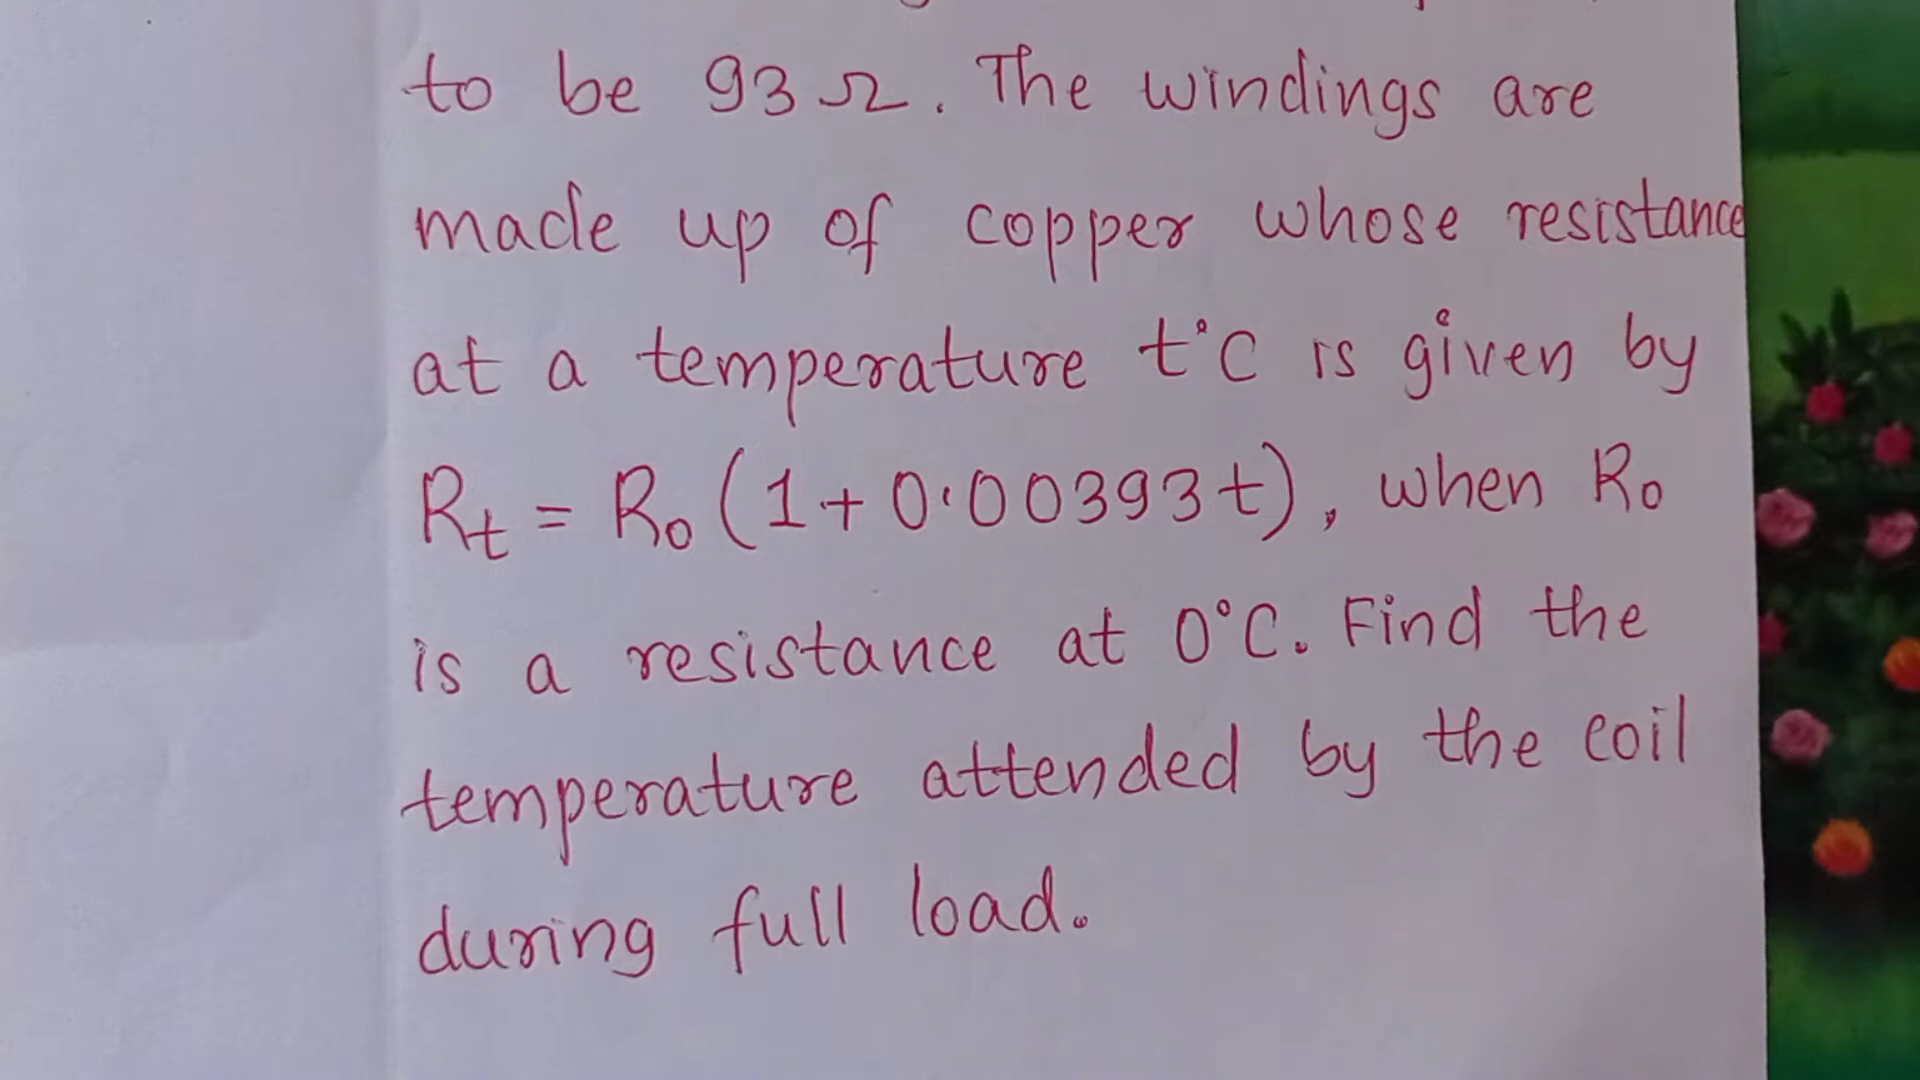 to be 93 Ω. The windings are
made up of copper whose resistance
at a temperature t°C is given by
Rt = R0 (1 + 0.00393t), when R0
is a resistance at 0°C. Find the
temperature attended by the coil
during full load.